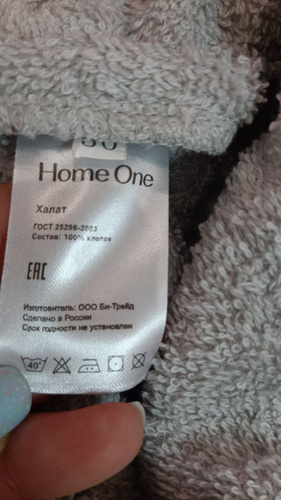 Home One
Халат
ГОСТ 25296-2003
Состав: 100% хлопок
EAC
Изготовитель: ООО Би-Трейд
Сделано в России
Срок годности не установлен
40°